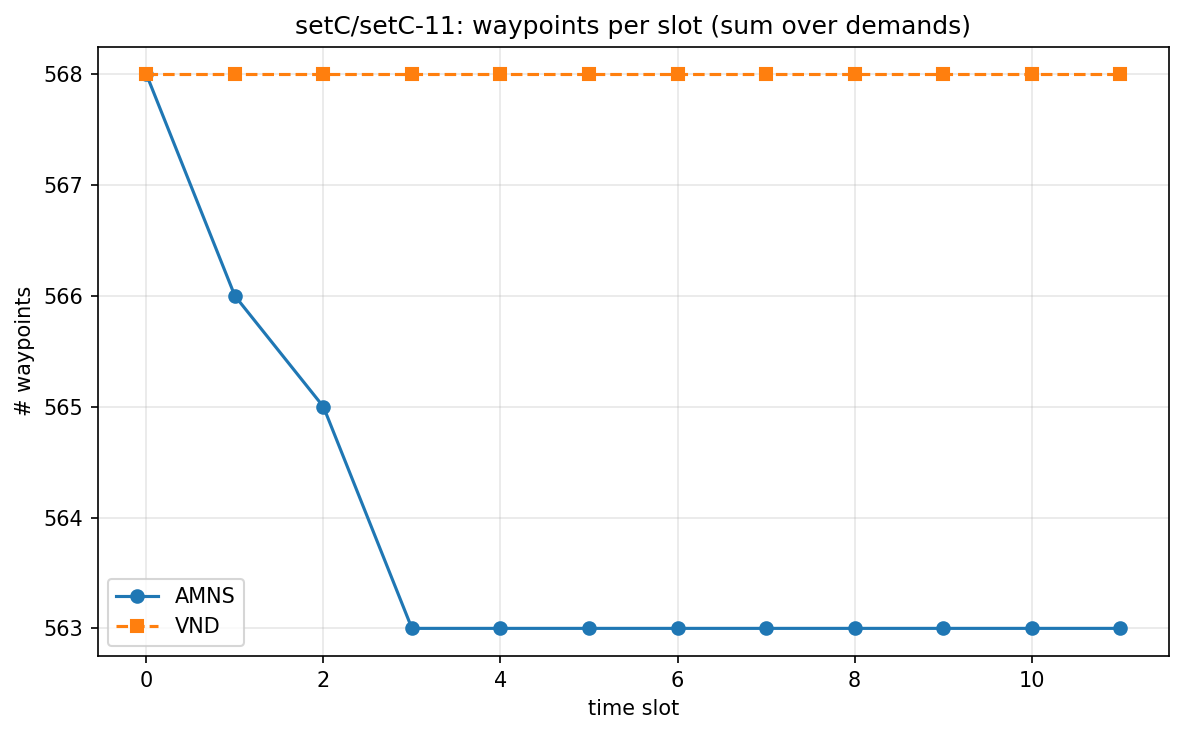 setC/setC-11: waypoints per slot (sum over demands)
# waypoints
568
567
566
565
564
563
AMNS
VND
0
2
4
6
8
10
time slot